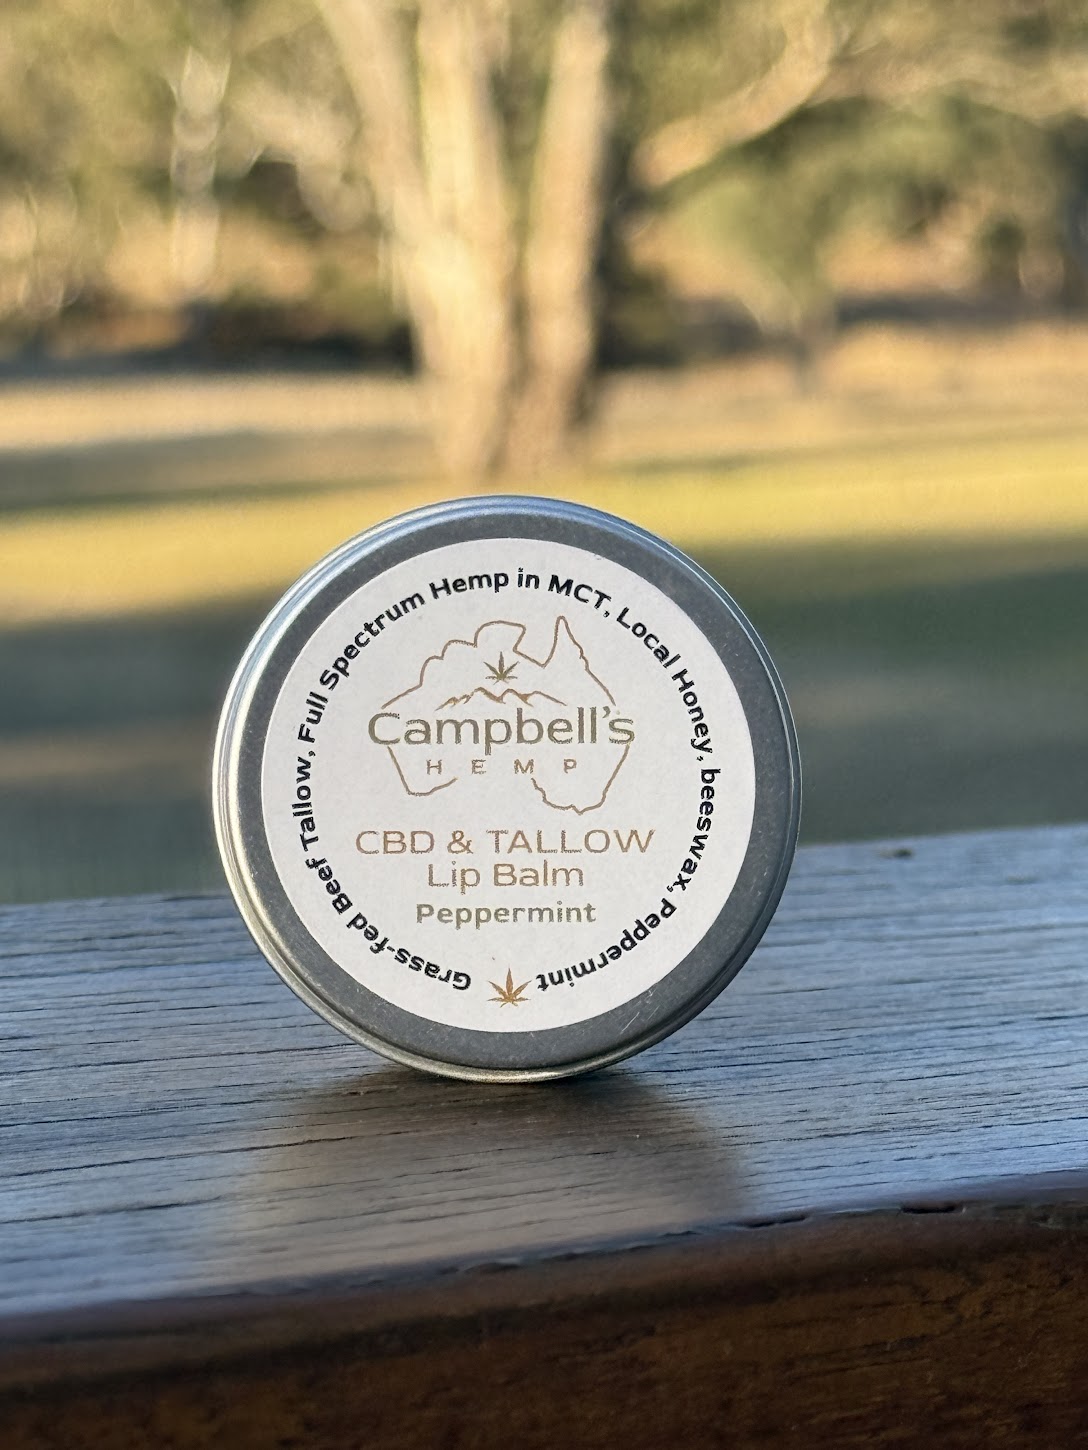 Grass-fed Beef Tallow, Full Spectrum Hemp in MCT, Local Honey, beeswax, Peppermint
Campbell's
HEMP
CBD & TALLOW
Lip Balm
Peppermint